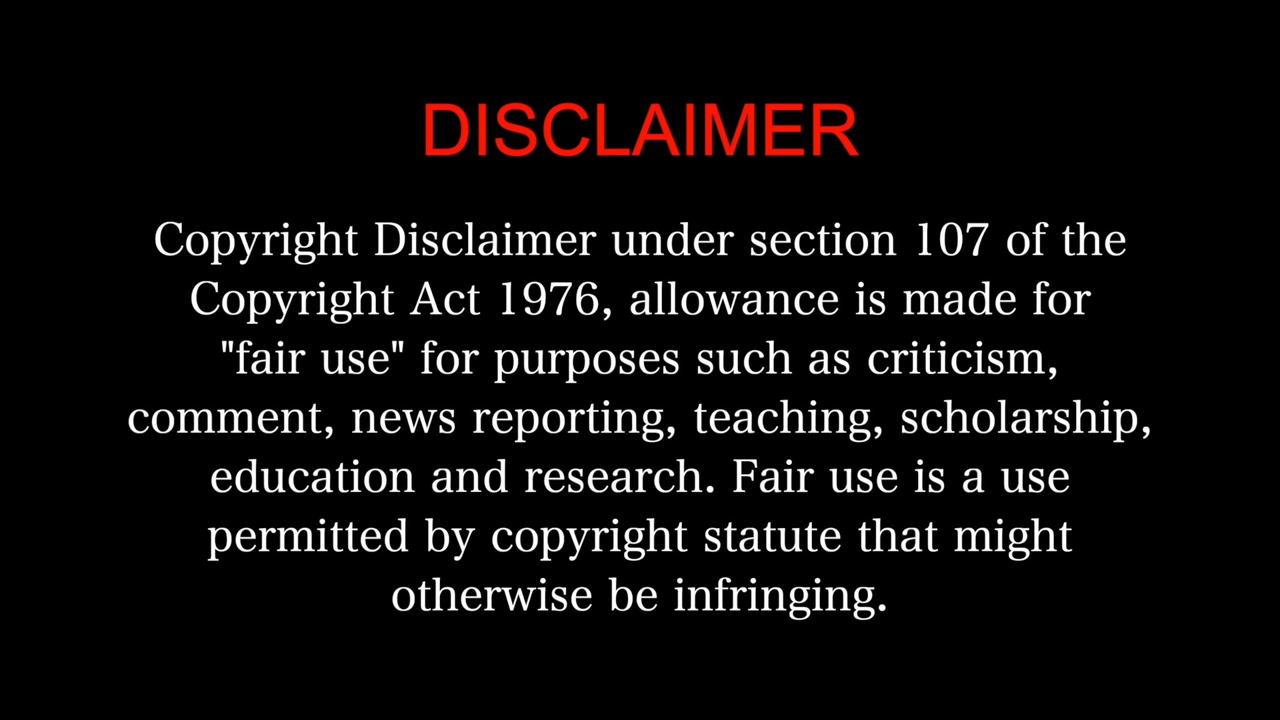 DISCLAIMER
Copyright Disclaimer under section 107 of the
Copyright Act 1976, allowance is made for
"fair use" for purposes such as criticism,
comment, news reporting, teaching, scholarship,
education and research. Fair use is a use
permitted by copyright statute that might
otherwise be infringing.